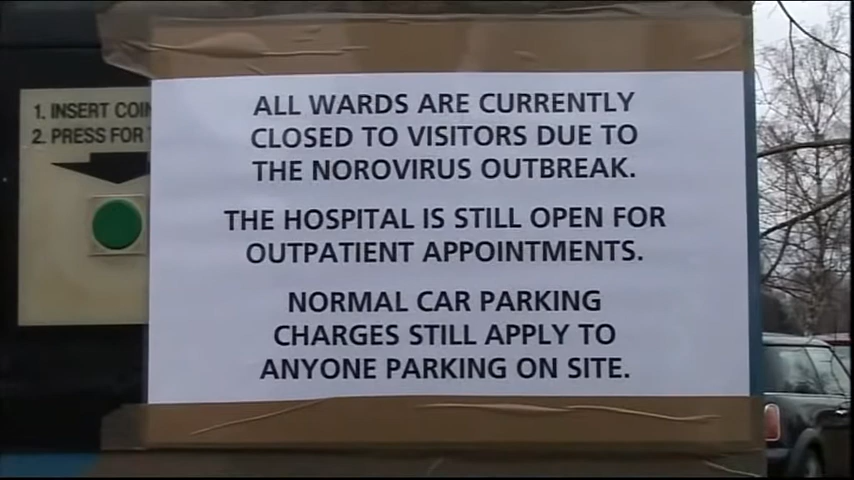 1. INSERT COIN
2. PRESS FOR
ALL WARDS ARE CURRENTLY
CLOSED TO VISITORS DUE TO
THE NOROVIRUS OUTBREAK.
THE HOSPITAL IS STILL OPEN FOR
OUTPATIENT APPOINTMENTS.
NORMAL CAR PARKING
CHARGES STILL APPLY TO
ANYONE PARKING ON SITE.